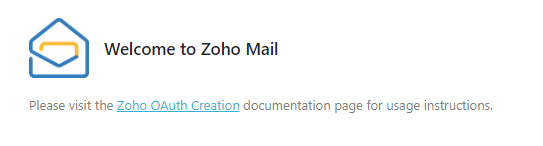 Welcome to Zoho Mail
Please visit the Zoho OAuth Creation documentation page for usage instructions.